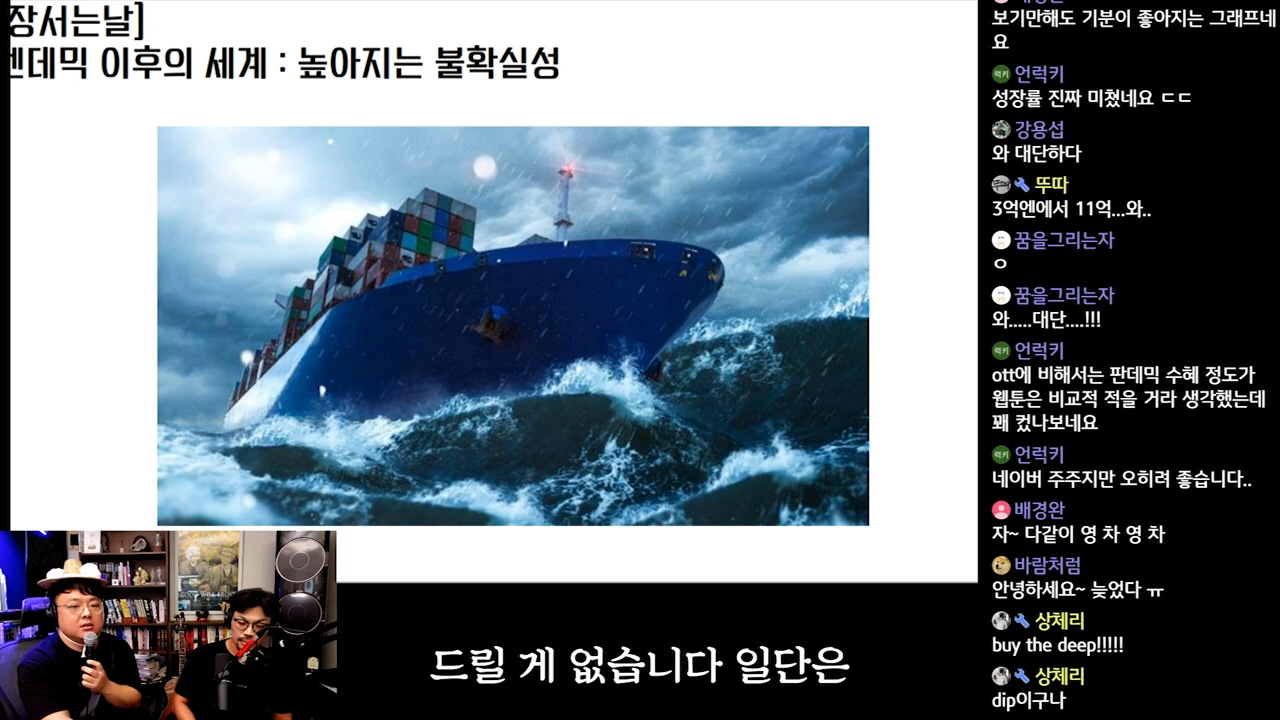 장서는날]
펜데믹 이후의 세계 : 높아지는 불확실성
보기만해도 기분이 좋아지는 그래프네
요
언럭키
성장률 진짜 미쳤네요 ㄷㄷ
강용섭
와 대단하다
뚜따
3억엔에서 11억...와..
꿈을그리는자
ㅇ
꿈을그리는자
와.....대단....!!!
언럭키
ott에 비해서는 판데믹 수혜 정도가
웹툰은 비교적 적을 거라 생각했는데
꽤 컸나보네요
언럭키
네이버 주주지만 오히려 좋습니다..
배경완
자~ 다같이 영 차 영 차
바람처럼
안녕하세요~ 늦었다 ㅠ
상체리
buy the deep!!!!!
상체리
dip이구나
드릴 게 없습니다 일단은